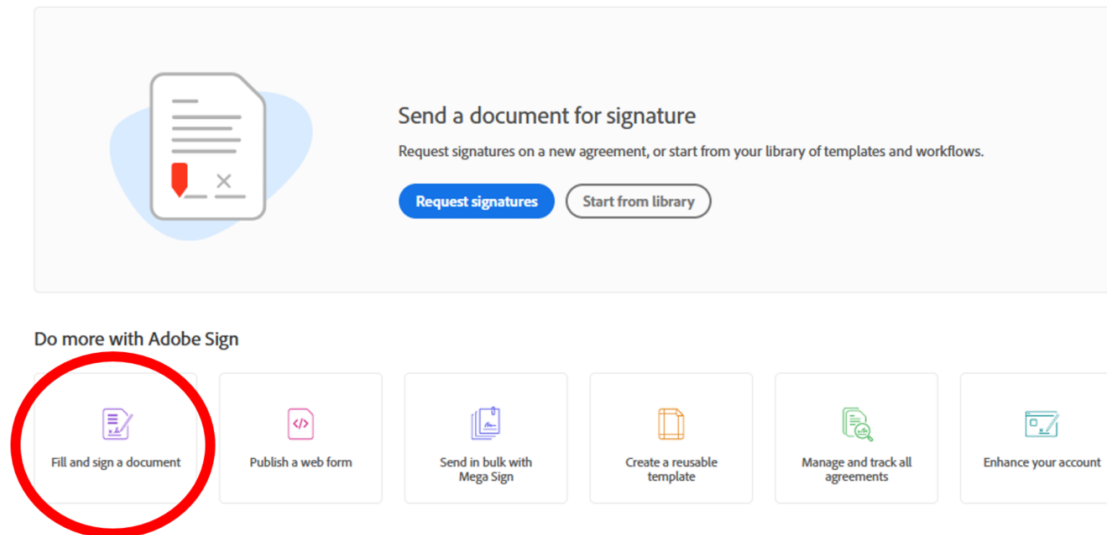 Send a document for signature
Request signatures on a new agreement, or start from your library of templates and workflows.
Request signatures
Start from library
Do more with Adobe Sign
Fill and sign a document
Publish a web form
Send in bulk with
Mega Sign
Create a reusable
template
Manage and track all
agreements
Enhance your account